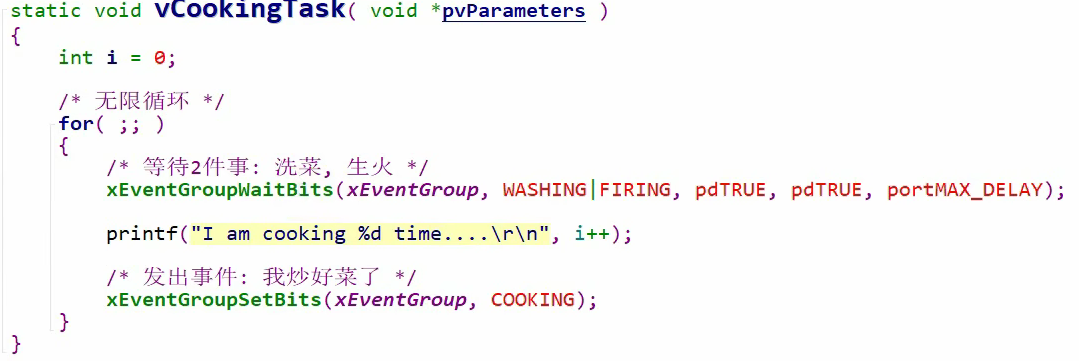 static void vCookingTask( void *pvParameters )
{
    int i = 0;

    /* 无限循环 */
    for( ;; )
    {
        /* 等待2件事: 洗菜, 生火 */
        xEventGroupWaitBits(xEventGroup, WASHING|FIRING, pdTRUE, pdTRUE, portMAX_DELAY);

        printf("I am cooking %d time....\r\n", i++);

        /* 发出事件: 我炒好菜了 */
        xEventGroupSetBits(xEventGroup, COOKING);
    }
}